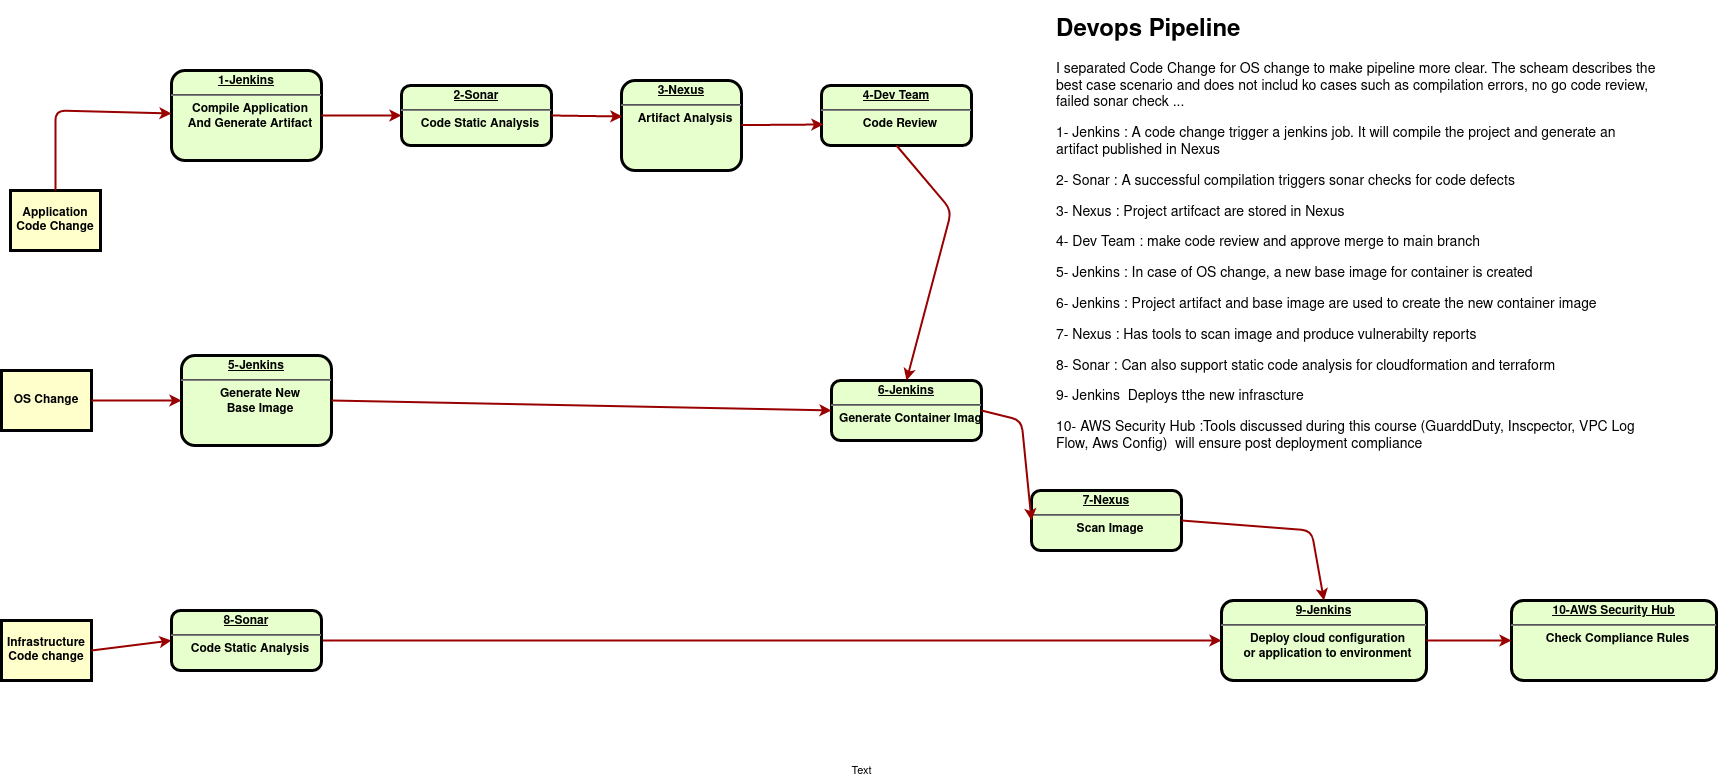 Devops Pipeline
I separated Code Change for OS change to make pipeline more clear. The scheam describes the
best case scenario and does not includ ko cases such as compilation errors, no go code review,
failed sonar check ...
1- Jenkins : A code change trigger a jenkins job. It will compile the project and generate an
artifact published in Nexus
2- Sonar : A successful compilation triggers sonar checks for code defects
3- Nexus : Project artifcact are stored in Nexus
4- Dev Team : make code review and approve merge to main branch
5- Jenkins : In case of OS change, a new base image for container is created
6- Jenkins : Project artifact and base image are used to create the new container image
7- Nexus : Has tools to scan image and produce vulnerabilty reports
8- Sonar : Can also support static code analysis for cloudformation and terraform
9- Jenkins  Deploys tthe new infrascture
10- AWS Security Hub :Tools discussed during this course (GuarddDuty, Inscpector, VPC Log
Flow, Aws Config)  will ensure post deployment compliance
1-Jenkins
Compile Application
And Generate Artifact
2-Sonar
Code Static Analysis
3-Nexus
Artifact Analysis
4-Dev Team
Code Review
Application
Code Change
OS Change
5-Jenkins
Generate New
Base Image
6-Jenkins
Generate Container Imag
7-Nexus
Scan Image
Infrastructure
Code change
8-Sonar
Code Static Analysis
9-Jenkins
Deploy cloud configuration
or application to environment
10-AWS Security Hub
Check Compliance Rules
Text